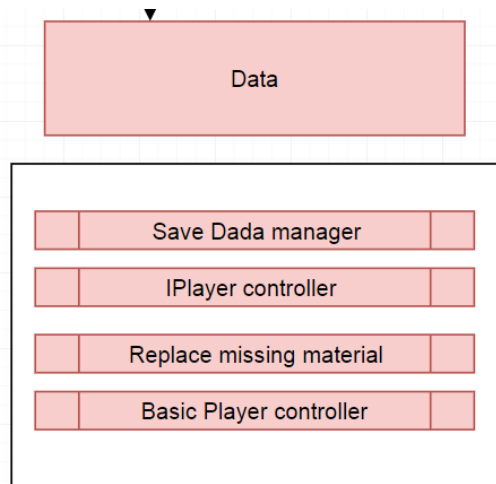 Data
Save Dada manager
IPlayer controller
Replace missing material
Basic Player controller